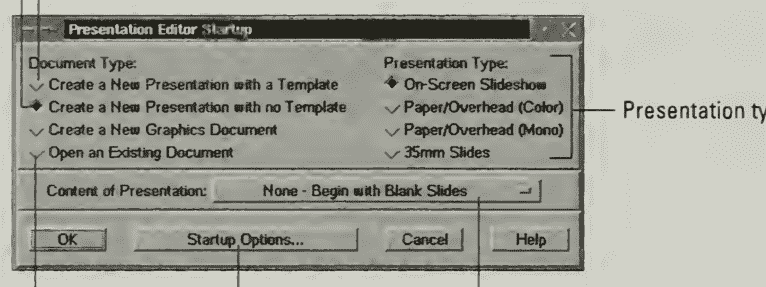 Presentation Editor Startup
Document Type:
Create a New Presentation with a Template
Create a New Presentation with no Template
Create a New Graphics Document
Open an Existing Document
Presentation Type:
On-Screen Slideshow
Paper/Overhead (Color)
Paper/Overhead (Mono)
35mm Slides
Presentation ty
Content of Presentation: None - Begin with Blank Slides
OK Startup Options... Cancel Help